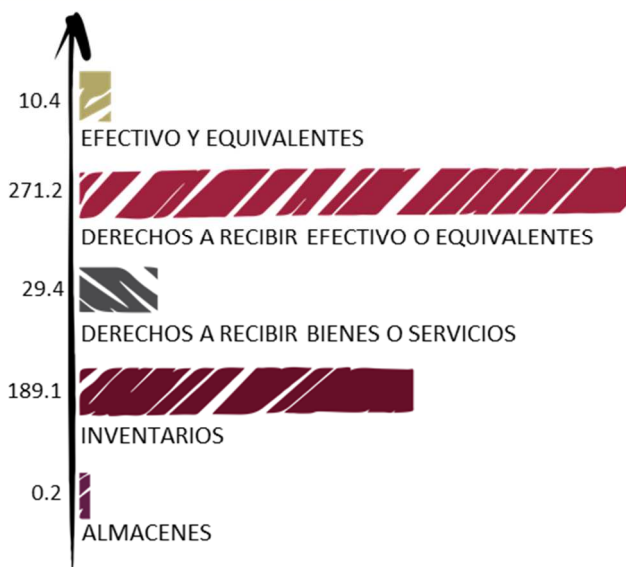 10.4
EFECTIVO Y EQUIVALENTES
271.2
DERECHOS A RECIBIR EFECTIVO O EQUIVALENTES
29.4
DERECHOS A RECIBIR BIENES O SERVICIOS
189.1
INVENTARIOS
0.2
ALMACENES